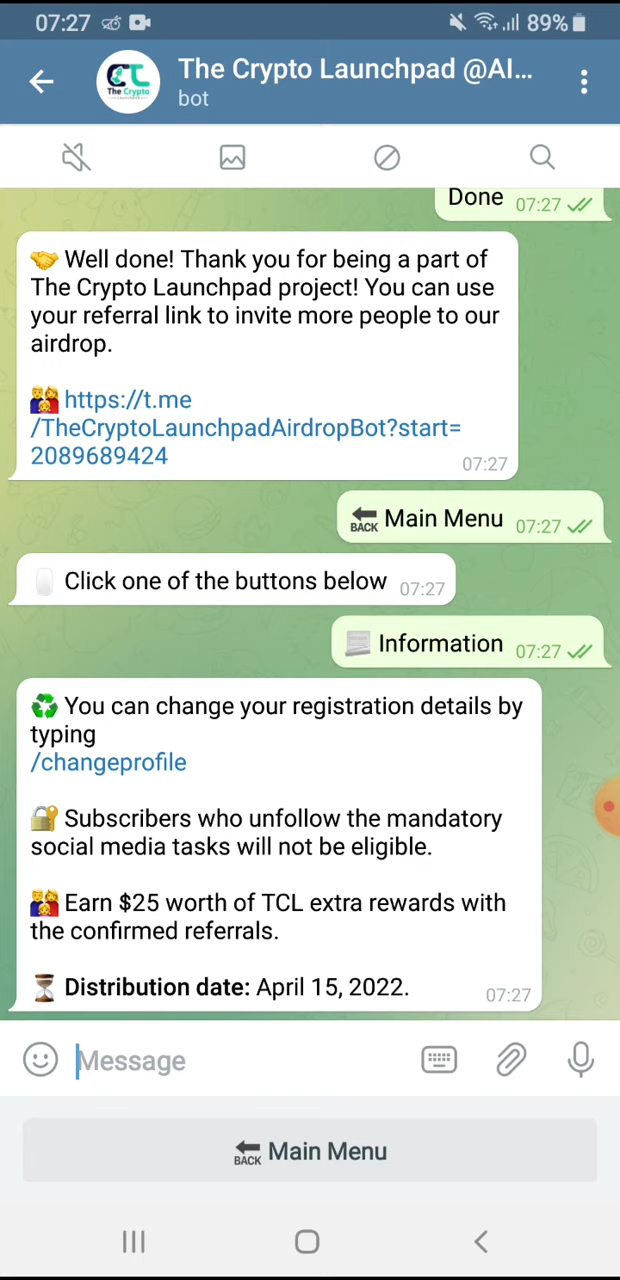 07:27
89%
The Crypto Launchpad @AI...
bot
The Crypto
Done 07:27
Well done! Thank you for being a part of
The Crypto Launchpad project! You can use
your referral link to invite more people to our
airdrop.
https://t.me
/TheCryptoLaunchpadAirdropBot?start=
2089689424
07:27
BACK Main Menu 07:27
Click one of the buttons below 07:27
Information 07:27
You can change your registration details by
typing
/changeprofile
Subscribers who unfollow the mandatory
social media tasks will not be eligible.
Earn $25 worth of TCL extra rewards with
the confirmed referrals.
Distribution date: April 15, 2022.
07:27
Message
BACK Main Menu